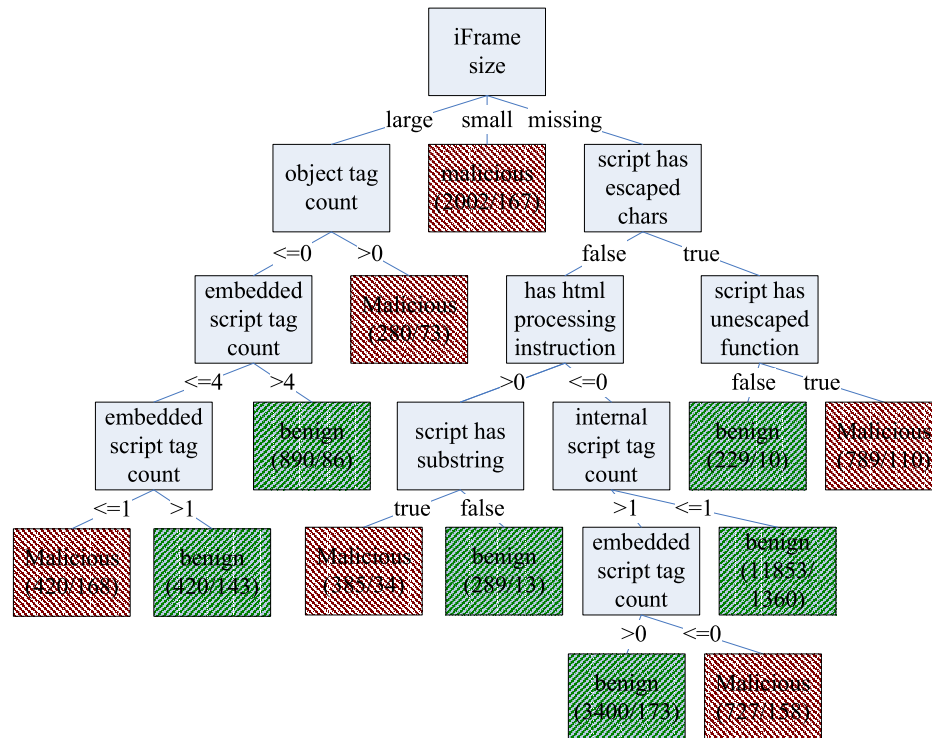 iFrame
size
large small missing
object tag
count
malicious
(2002/167)
script has
escaped
chars
<=0 >0 false true
embedded
script tag
count
Malicious
(280/73)
has html
processing
instruction
script has
unescaped
function
<=4 >4 >0 <=0 false true
embedded
script tag
count
benign
(890/86)
script has
substring
internal
script tag
count
benign
(229/10)
Malicious
(789/110)
<=1 >1 true false >1 <=1
Malicious
(420/168)
benign
(420/143)
Malicious
(385/34)
benign
(289/13)
embedded
script tag
count
benign
(11853/
1360)
>0 <=0
benign
(3400/173)
Malicious
(727/158)